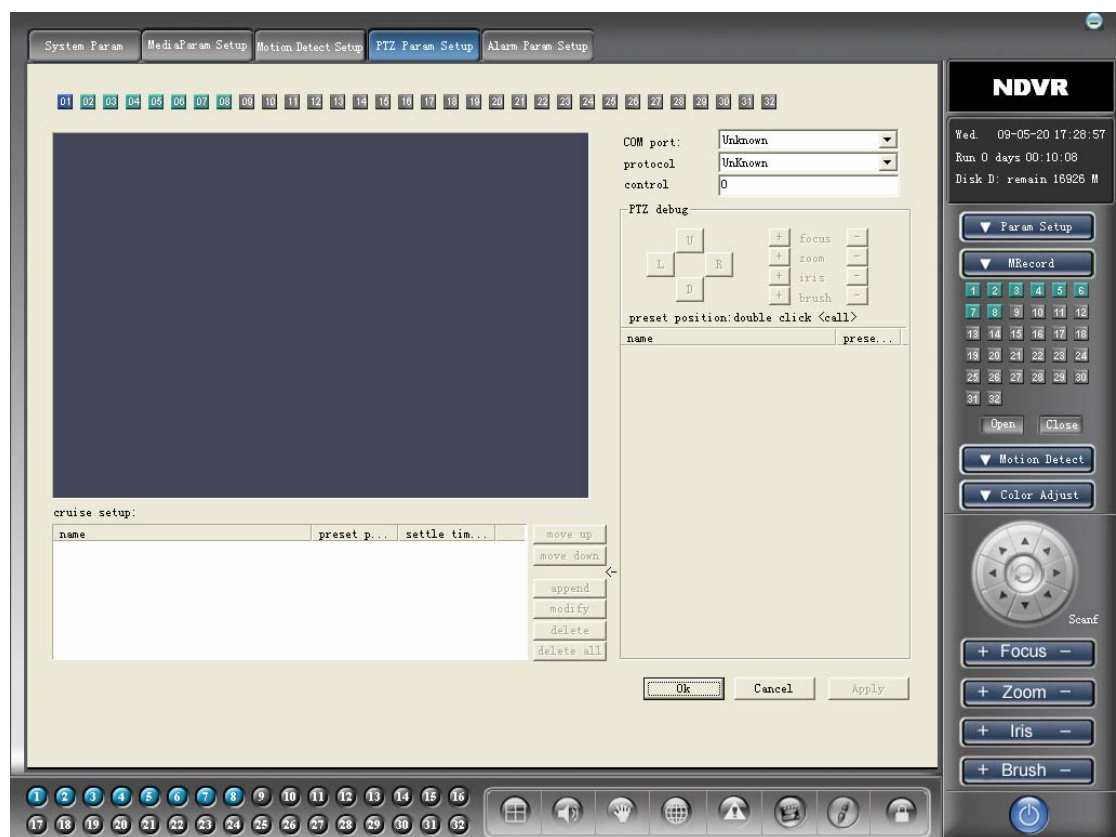 System Param MediaParam Setup Motion Detect Setup PTZ Param Setup Alarm Param Setup
01 02 03 04 05 06 07 08 09 10 11 12 13 14 15 16 17 18 19 20 21 22 23 24 25 26 27 28 29 30 31 32
COM port: Unknown
protocol UnKnown
control 0
PTZ debug
U
L R
D
+ focus -
+ zoom -
+ iris -
+ brush -
preset position:double click <call>
name prese...
cruise setup:
name preset p... settle tim...
move up
move down
<-
append
modify
delete
delete all
Ok Cancel Apply
NDVR
Wed. 09-05-20 17:28:57
Run 0 days 00:10:08
Disk D: remain 16926 M
Param Setup
MRecord
1 2 3 4 5 6
7 8 9 10 11 12
13 14 15 16 17 18
19 20 21 22 23 24
25 26 27 28 29 30
31 32
Open Close
Motion Detect
Color Adjust
Scanf
+ Focus -
+ Zoom -
+ Iris -
+ Brush -
1 2 3 4 5 6 7 8 9 10 11 12 13 14 15 16
17 18 19 20 21 22 23 24 25 26 27 28 29 30 31 32